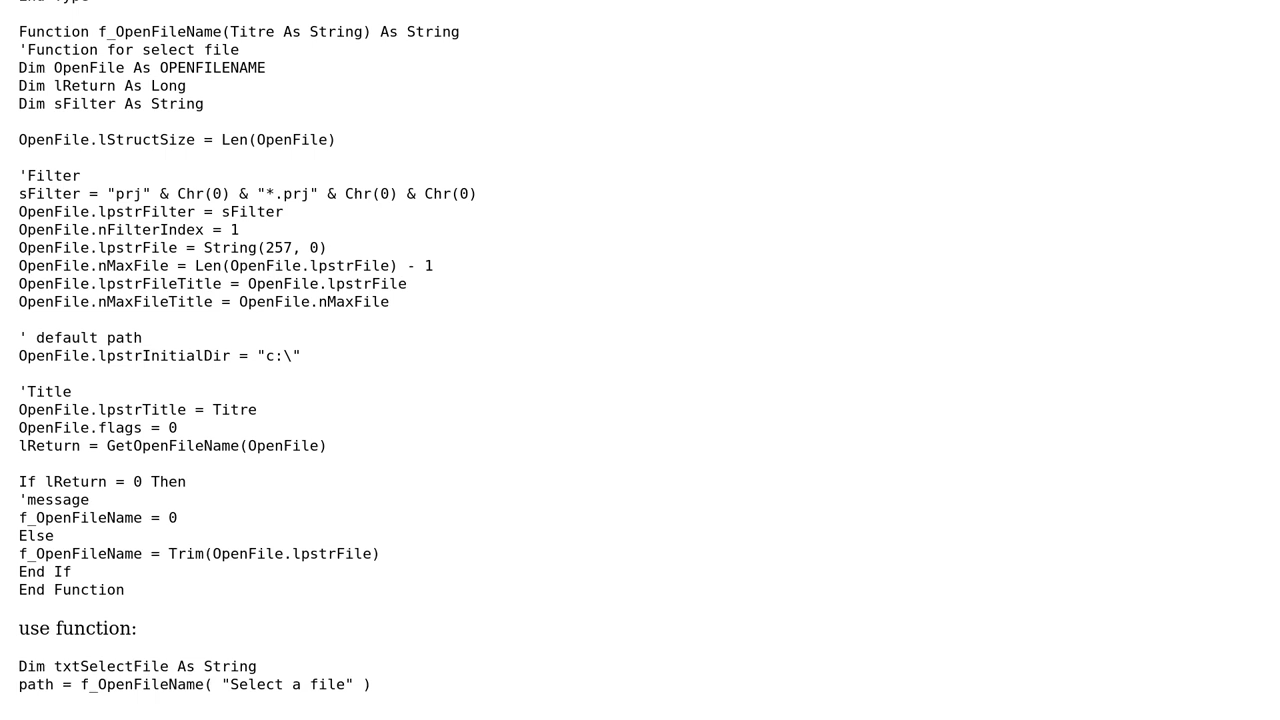 End Type
Function f_OpenFileName(Titre As String) As String
'Function for select file
Dim OpenFile As OPENFILENAME
Dim lReturn As Long
Dim sFilter As String
OpenFile.lStructSize = Len(OpenFile)
'Filter
sFilter = "prj" & Chr(0) & "*.prj" & Chr(0) & Chr(0)
OpenFile.lpstrFilter = sFilter
OpenFile.nFilterIndex = 1
OpenFile.lpstrFile = String(257, 0)
OpenFile.nMaxFile = Len(OpenFile.lpstrFile) - 1
OpenFile.lpstrFileTitle = OpenFile.lpstrFile
OpenFile.nMaxFileTitle = OpenFile.nMaxFile
' default path
OpenFile.lpstrInitialDir = "c:\"
'Title
OpenFile.lpstrTitle = Titre
OpenFile.flags = 0
lReturn = GetOpenFileName(OpenFile)
If lReturn = 0 Then
'message
f_OpenFileName = 0
Else
f_OpenFileName = Trim(OpenFile.lpstrFile)
End If
End Function
use function:
Dim txtSelectFile As String
path = f_OpenFileName( "Select a file" )